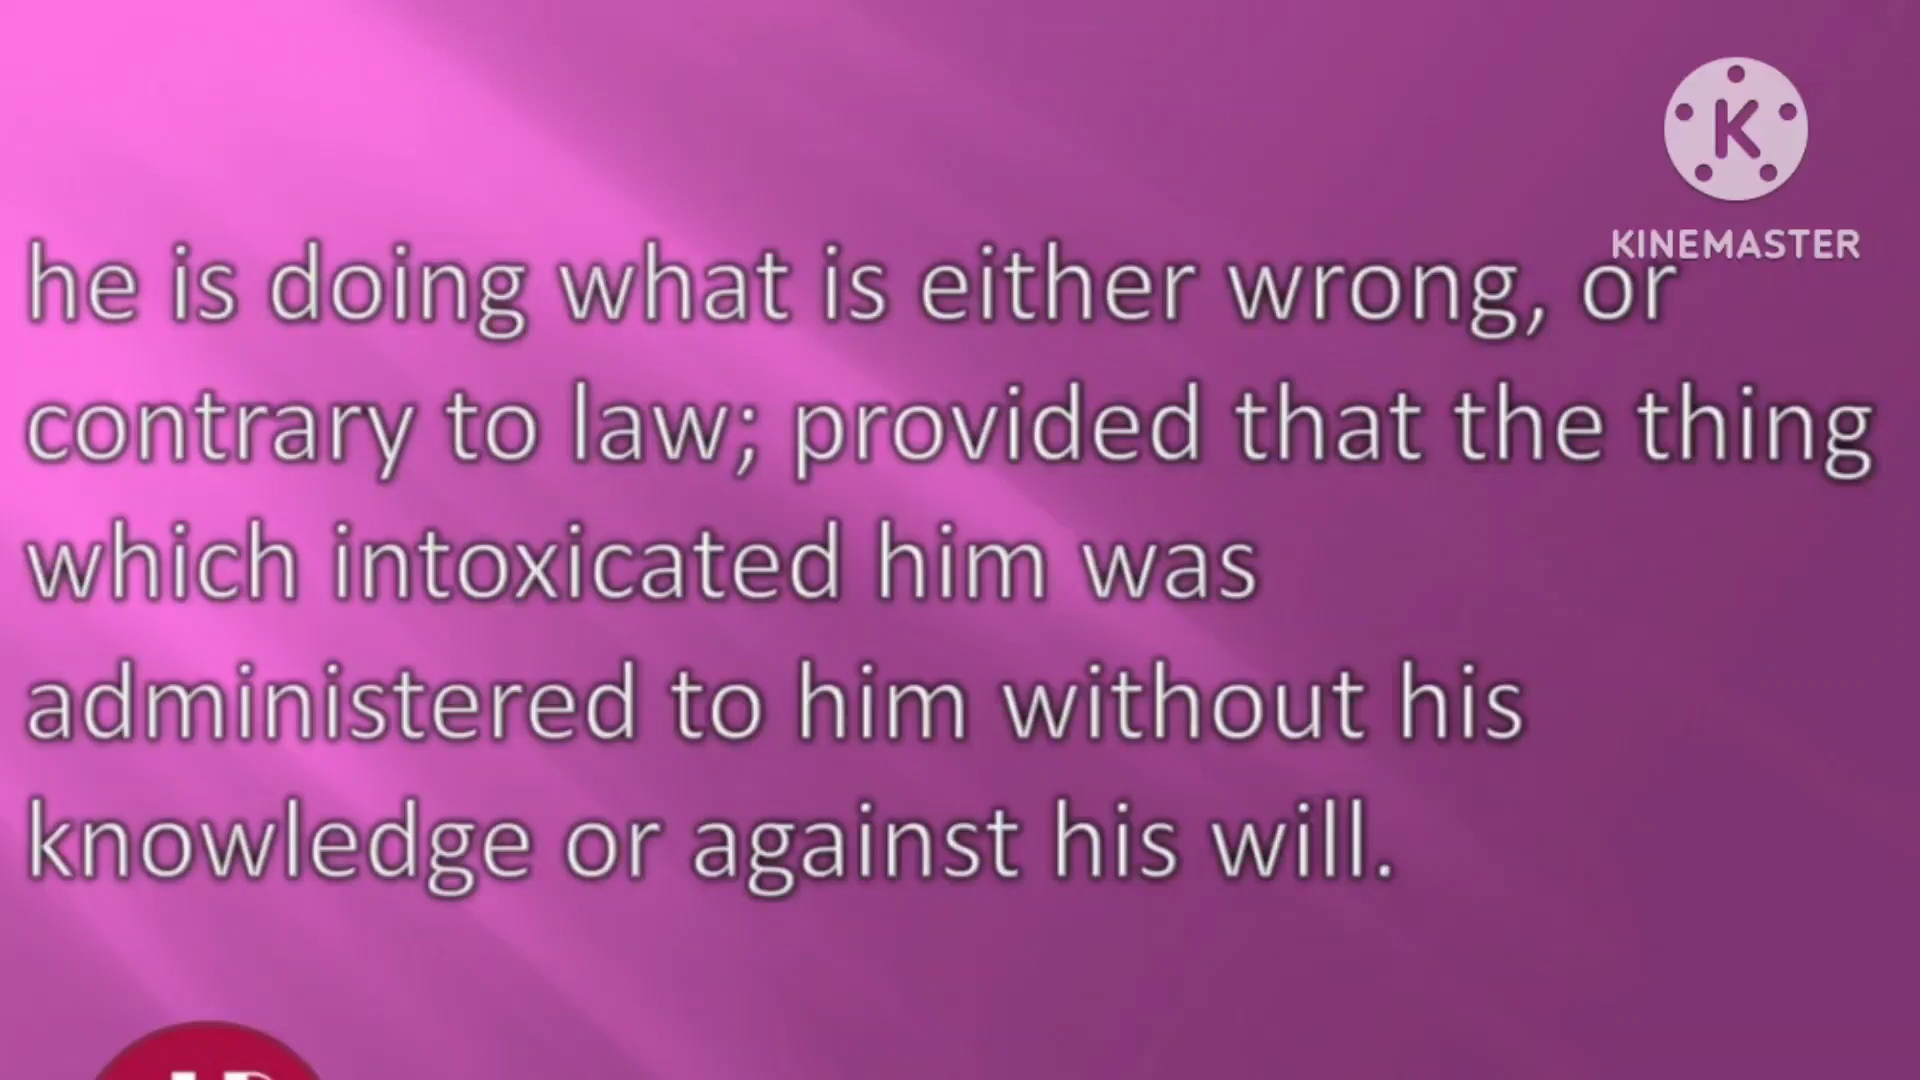 K
KINEMASTER
he is doing what is either wrong, or
contrary to law; provided that the thing
which intoxicated him was
administered to him without his
knowledge or against his will.